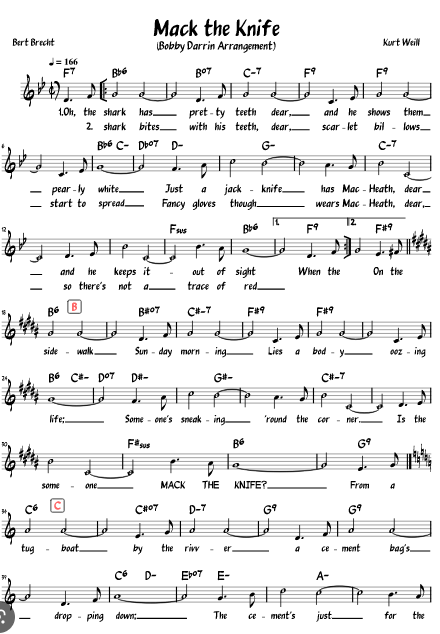 Mack the Knife
(Bobby Darrin Arrangement)
Bert Brecht
Kurt Weill
♩ = 166
F7 B♭6 B°7 C-7 F9 F9
1.Oh, the shark has pret-ty teeth dear, and he shows them
2. shark bites with his teeth, dear, scar-let bil-lows
6
B♭6 C- D♭°7 D- G- C-7
pear-ly white Just a jack-knife has Mac-Heath, dear
start to spread Fancy gloves though wears Mac-Heath, dear,
12
Fsus B♭6 1. F9 2. F#9
and he keeps it out of sight When the On the
so there's not a trace of red
18
B6 B B#07 C#-7 F#9 F#9
side-walk Sun-day morn-ing Lies a bod-y ooz-ing
24
B6 C#- D°7 D#- G#- C#-7
life; Some-one's sneak-ing 'round the cor-ner. Is the
30
F#sus B6 G9
some-one MACK THE KNIFE? From a
34
C6 C C#07 D-7 G9 G9
tug-boat by the rivv-er a ce-ment bag's
39
C6 D- E♭07 E- A-
drop-ping down; The ce-ment's just for the